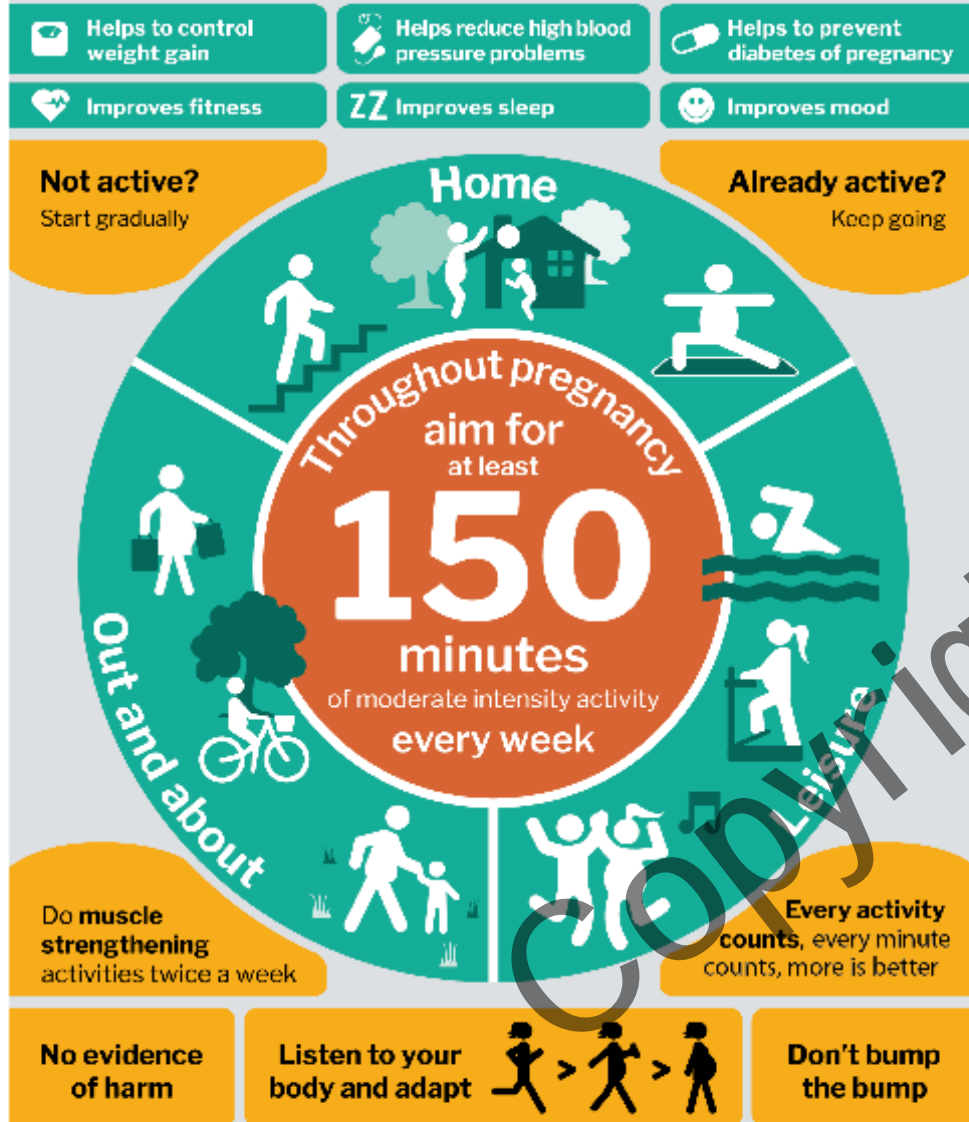 Helps to control
weight gain
Helps reduce high blood
pressure problems
Helps to prevent
diabetes of pregnancy
Improves fitness
ZZ Improves sleep
Improves mood
Not active?
Start gradually
Already active?
Keep going
Home
Throughout pregnancy
aim for
at least
150
minutes
of moderate intensity activity
every week
Out and about
Leisure
Do muscle
strengthening
activities twice a week
Every activity
counts, every minute
counts, more is better
No evidence
of harm
Listen to your
body and adapt
> >
Don't bump
the bump